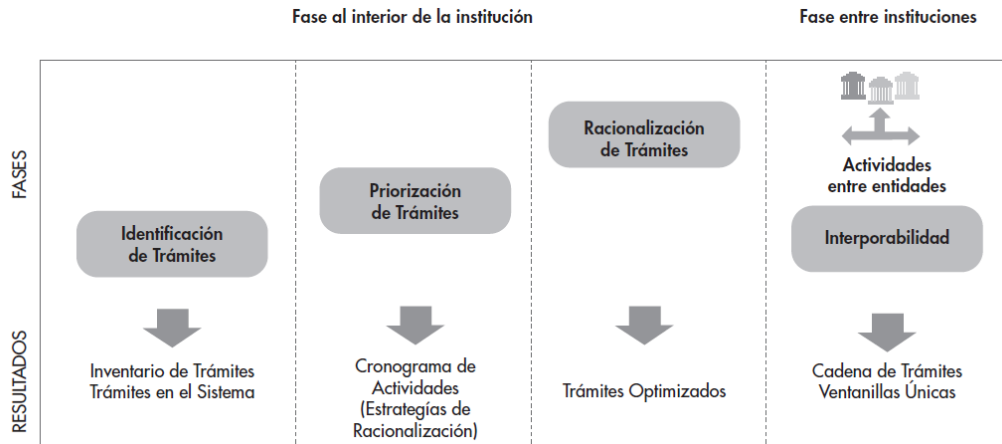 Fase al interior de la institución
Fase entre instituciones
FASES
Identificación
de Trámites
Priorización
de Trámites
Racionalización
de Trámites
Actividades
entre entidades
Interporabilidad
RESULTADOS
Inventario de Trámites
Trámites en el Sistema
Cronograma de
Actividades
(Estrategías de
Racionalización)
Trámites Optimizados
Cadena de Trámites
Ventanillas Únicas